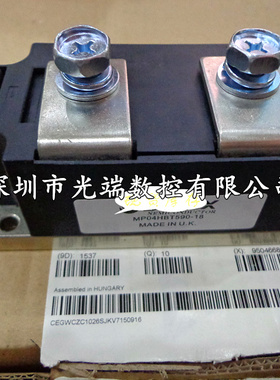 深圳市光端数控有限公司
X
SEMICONDUCTOR
MP04HBT590-18
MADE IN U.K.
(9D) 1537
(Q) 10
9504666
Assembled in HUNGARY
CEGWCZC1026SJKV7150916